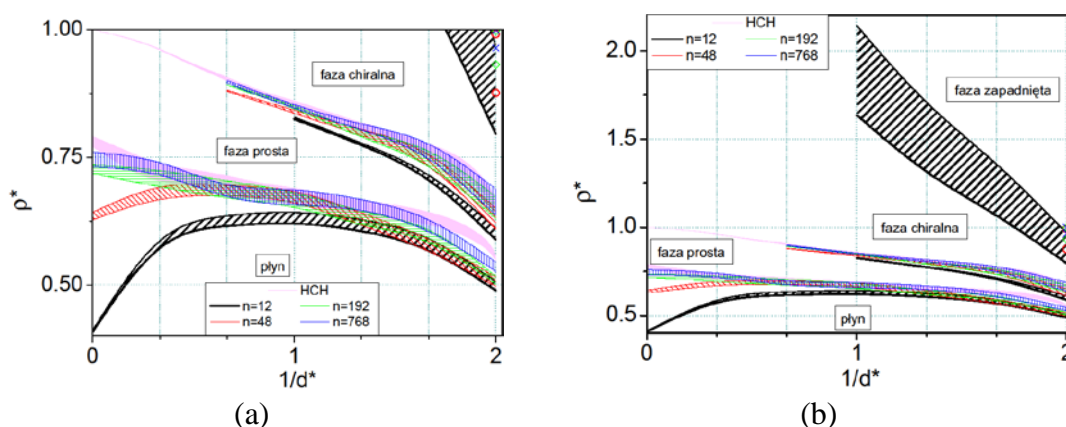 1.00
0.75
0.50
ρ*
HCH
n=12
n=192
n=48
n=768
faza chiralna
faza prosta
płyn
0
1
2
1/d*
(a)
2.0
1.5
1.0
0.5
ρ*
HCH
n=12
n=192
n=48
n=768
faza zapadnięta
faza chiralna
faza prosta
płyn
0
1
2
1/d*
(b)